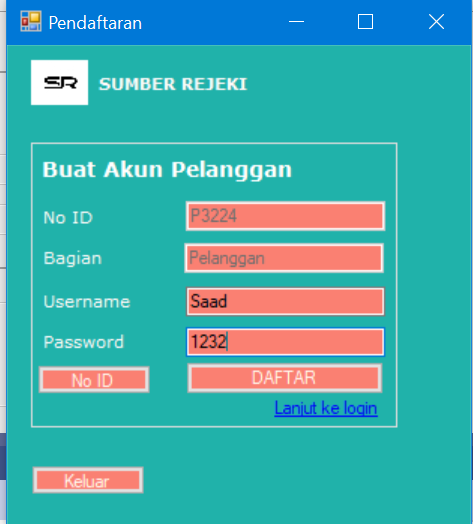 Pendaftaran
SR SUMBER REJEKI
Buat Akun Pelanggan
No ID P3224
Bagian Pelanggan
Username Saad
Password 1232
No ID DAFTAR
Lanjut ke login
Keluar